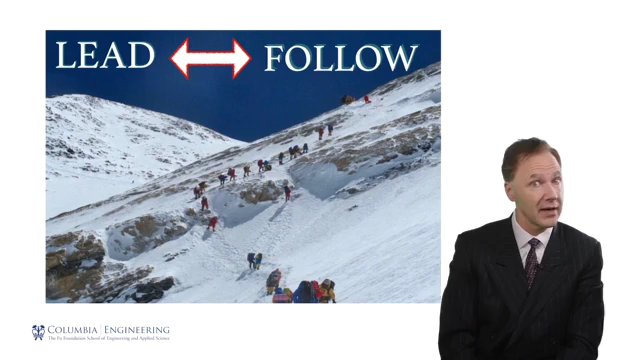 LEAD FOLLOW
COLUMBIA | ENGINEERING
The Fu Foundation School of Engineering and Applied Science